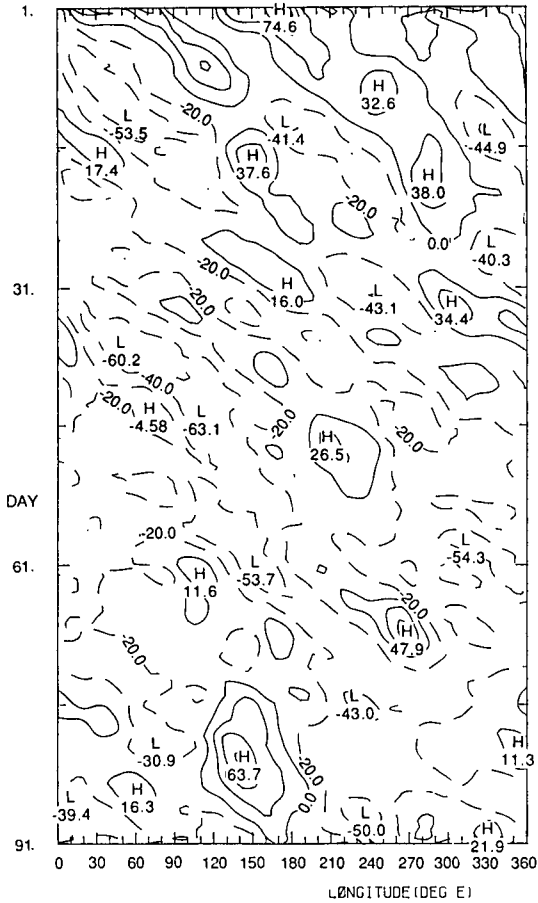 1.
H
74.6
H
32.6
-20.0
L
-53.5
L
-41.4
L
-44.9
H
17.4
H
37.6
H
38.0
-20.0
0.0
L
-40.3
-20.0
31.
H
16.0
L
-43.1
H
34.4
-20.0
L
-60.2
-40.0
-20.0
H
-4.58
L
-63.1
-20.0
H
26.5
-20.0
DAY
-20.0
L
-54.3
61.
H
11.6
L
-53.7
-20.0
H
47.9
-20.0
L
-43.0
L
-30.9
H
63.7
-20.0
0.0
H
11.3
L
-39.4
H
16.3
L
-50.0
H
21.9
91.
0 30 60 90 120 150 180 210 240 270 300 330 360
LØNGITUDE(DEG E)